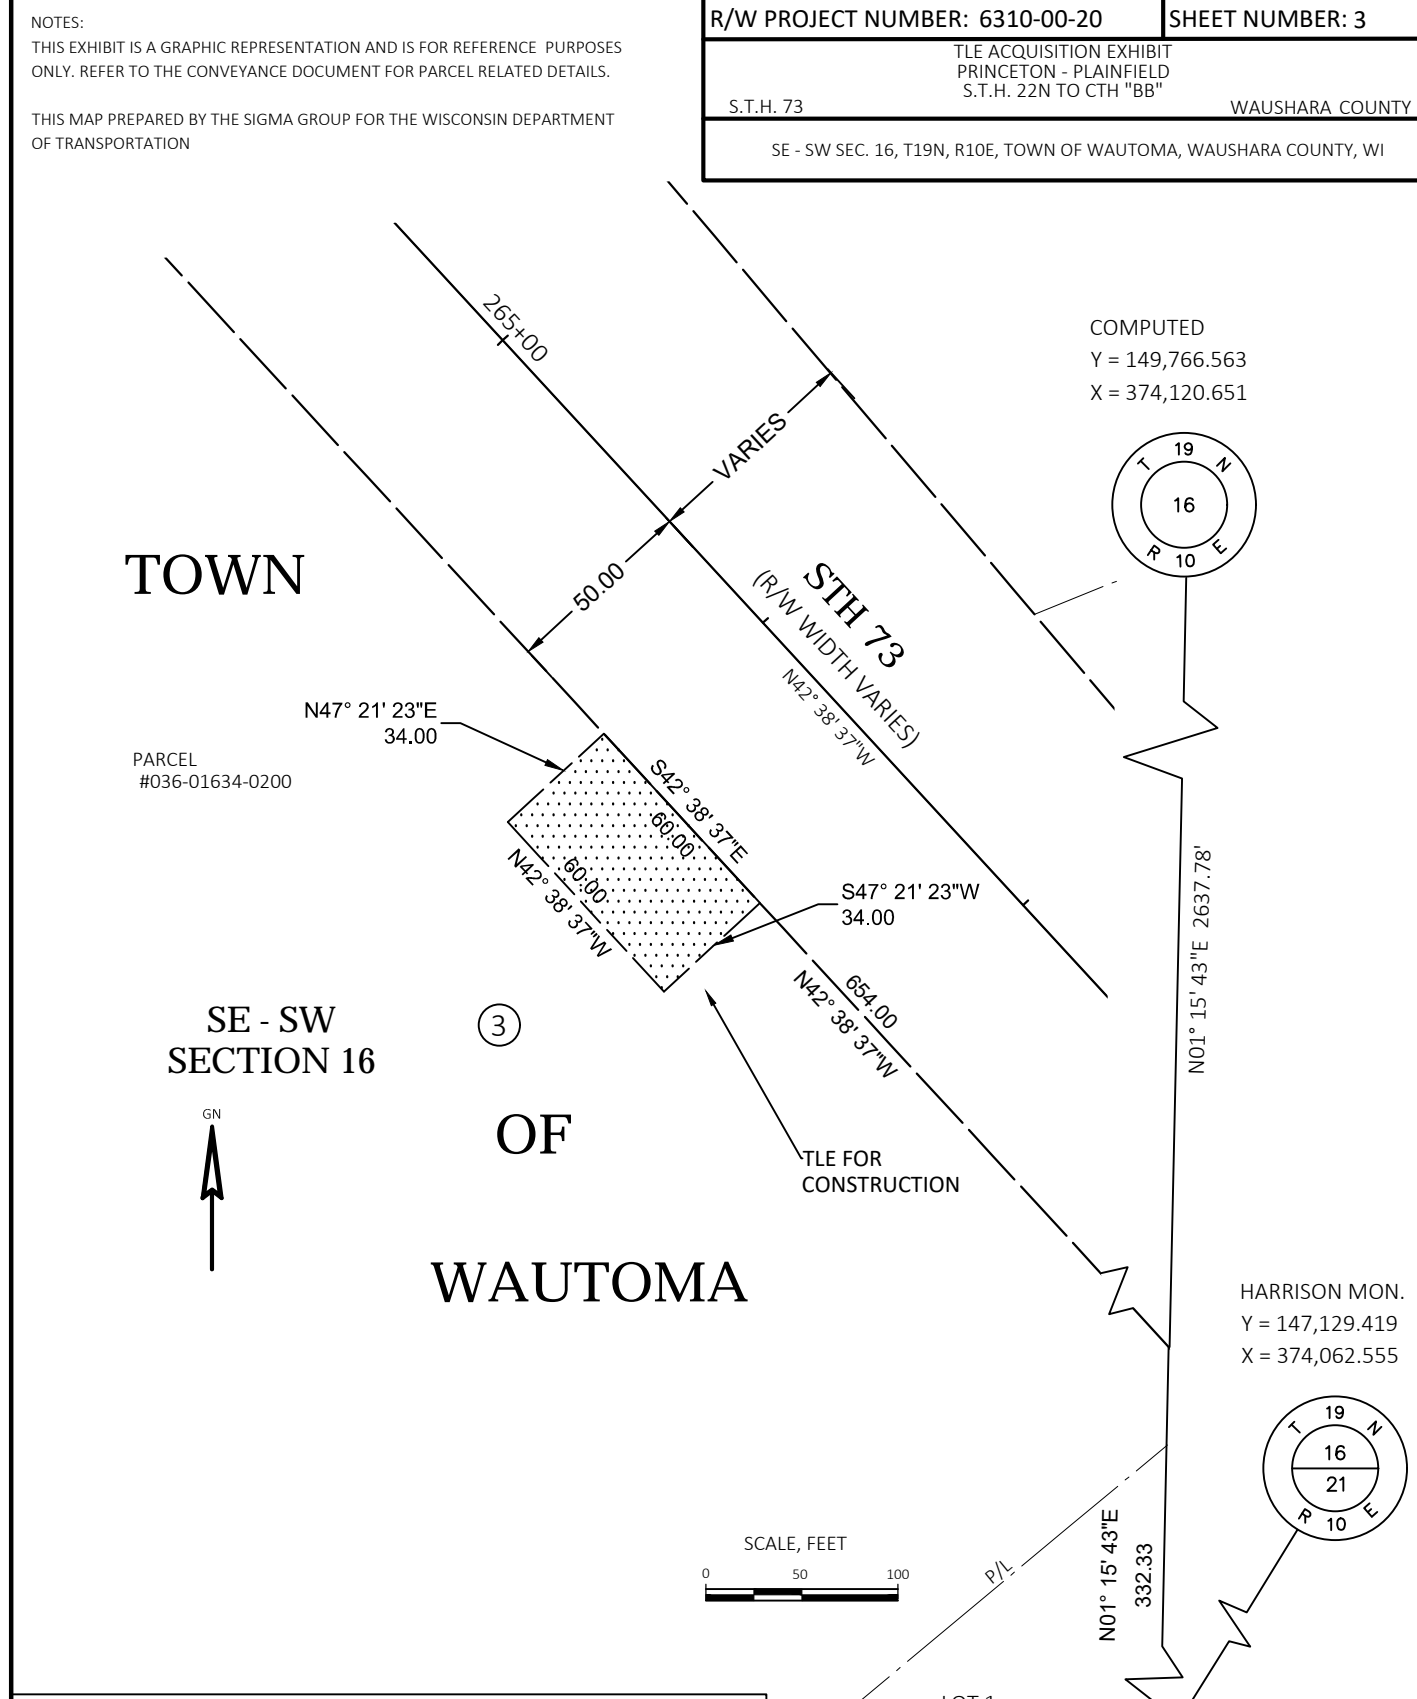 NOTES:
THIS EXHIBIT IS A GRAPHIC REPRESENTATION AND IS FOR REFERENCE PURPOSES
ONLY. REFER TO THE CONVEYANCE DOCUMENT FOR PARCEL RELATED DETAILS.
THIS MAP PREPARED BY THE SIGMA GROUP FOR THE WISCONSIN DEPARTMENT
OF TRANSPORTATION
R/W PROJECT NUMBER: 6310-00-20
SHEET NUMBER: 3
TLE ACQUISITION EXHIBIT
PRINCETON - PLAINFIELD
S.T.H. 22N TO CTH "BB"
S.T.H. 73
WAUSHARA COUNTY
SE - SW SEC. 16, T19N, R10E, TOWN OF WAUTOMA, WAUSHARA COUNTY, WI
265+00
COMPUTED
Y = 149,766.563
X = 374,120.651
T 19 N
16
R 10 E
VARIES
50.00
STH 73
(R/W WIDTH VARIES)
N42° 38' 37"W
TOWN
N47° 21' 23"E
34.00
PARCEL
#036-01634-0200
S42° 38' 37"E
60.00
60.00
N42° 38' 37"W
S47° 21' 23"W
34.00
654.00
N42° 38' 37"W
N01° 15' 43"E 2637.78'
SE - SW
SECTION 16
3
GN
OF
TLE FOR
CONSTRUCTION
WAUTOMA
HARRISON MON.
Y = 147,129.419
X = 374,062.555
T 19 N
16
21
R 10 E
SCALE, FEET
0 50 100
P/L
N01° 15' 43"E
332.33
LOT 1